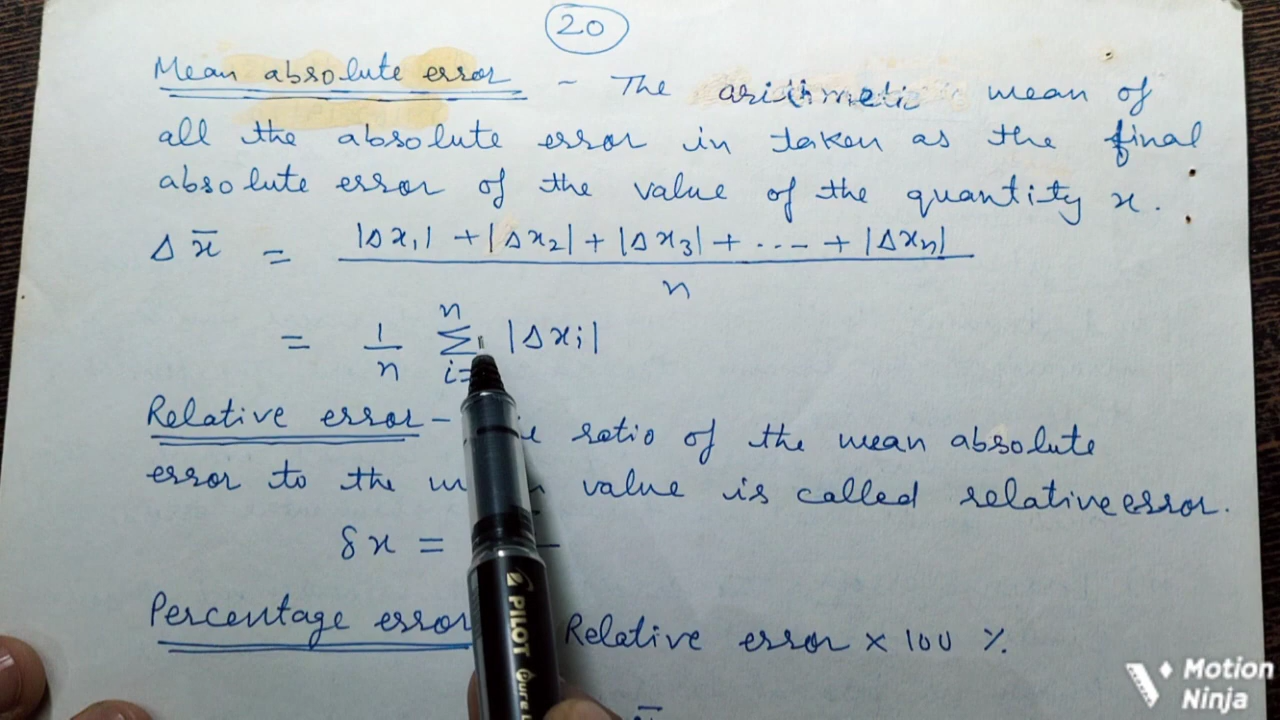 20
Mean absolute error - The arithmetic mean of
all the absolute error in taken as the final
absolute error of the value of the quantity x.
Δx̄ = |Δx₁| + |Δx₂| + |Δx₃| + ... + |Δxₙ| / n
= 1/n Σ n i= |Δxi|
Relative error - ratio of the mean absolute
error to the value is called relative error.
δx =
Percentage error Relative error × 100 %
PILOT
Motion
Ninja